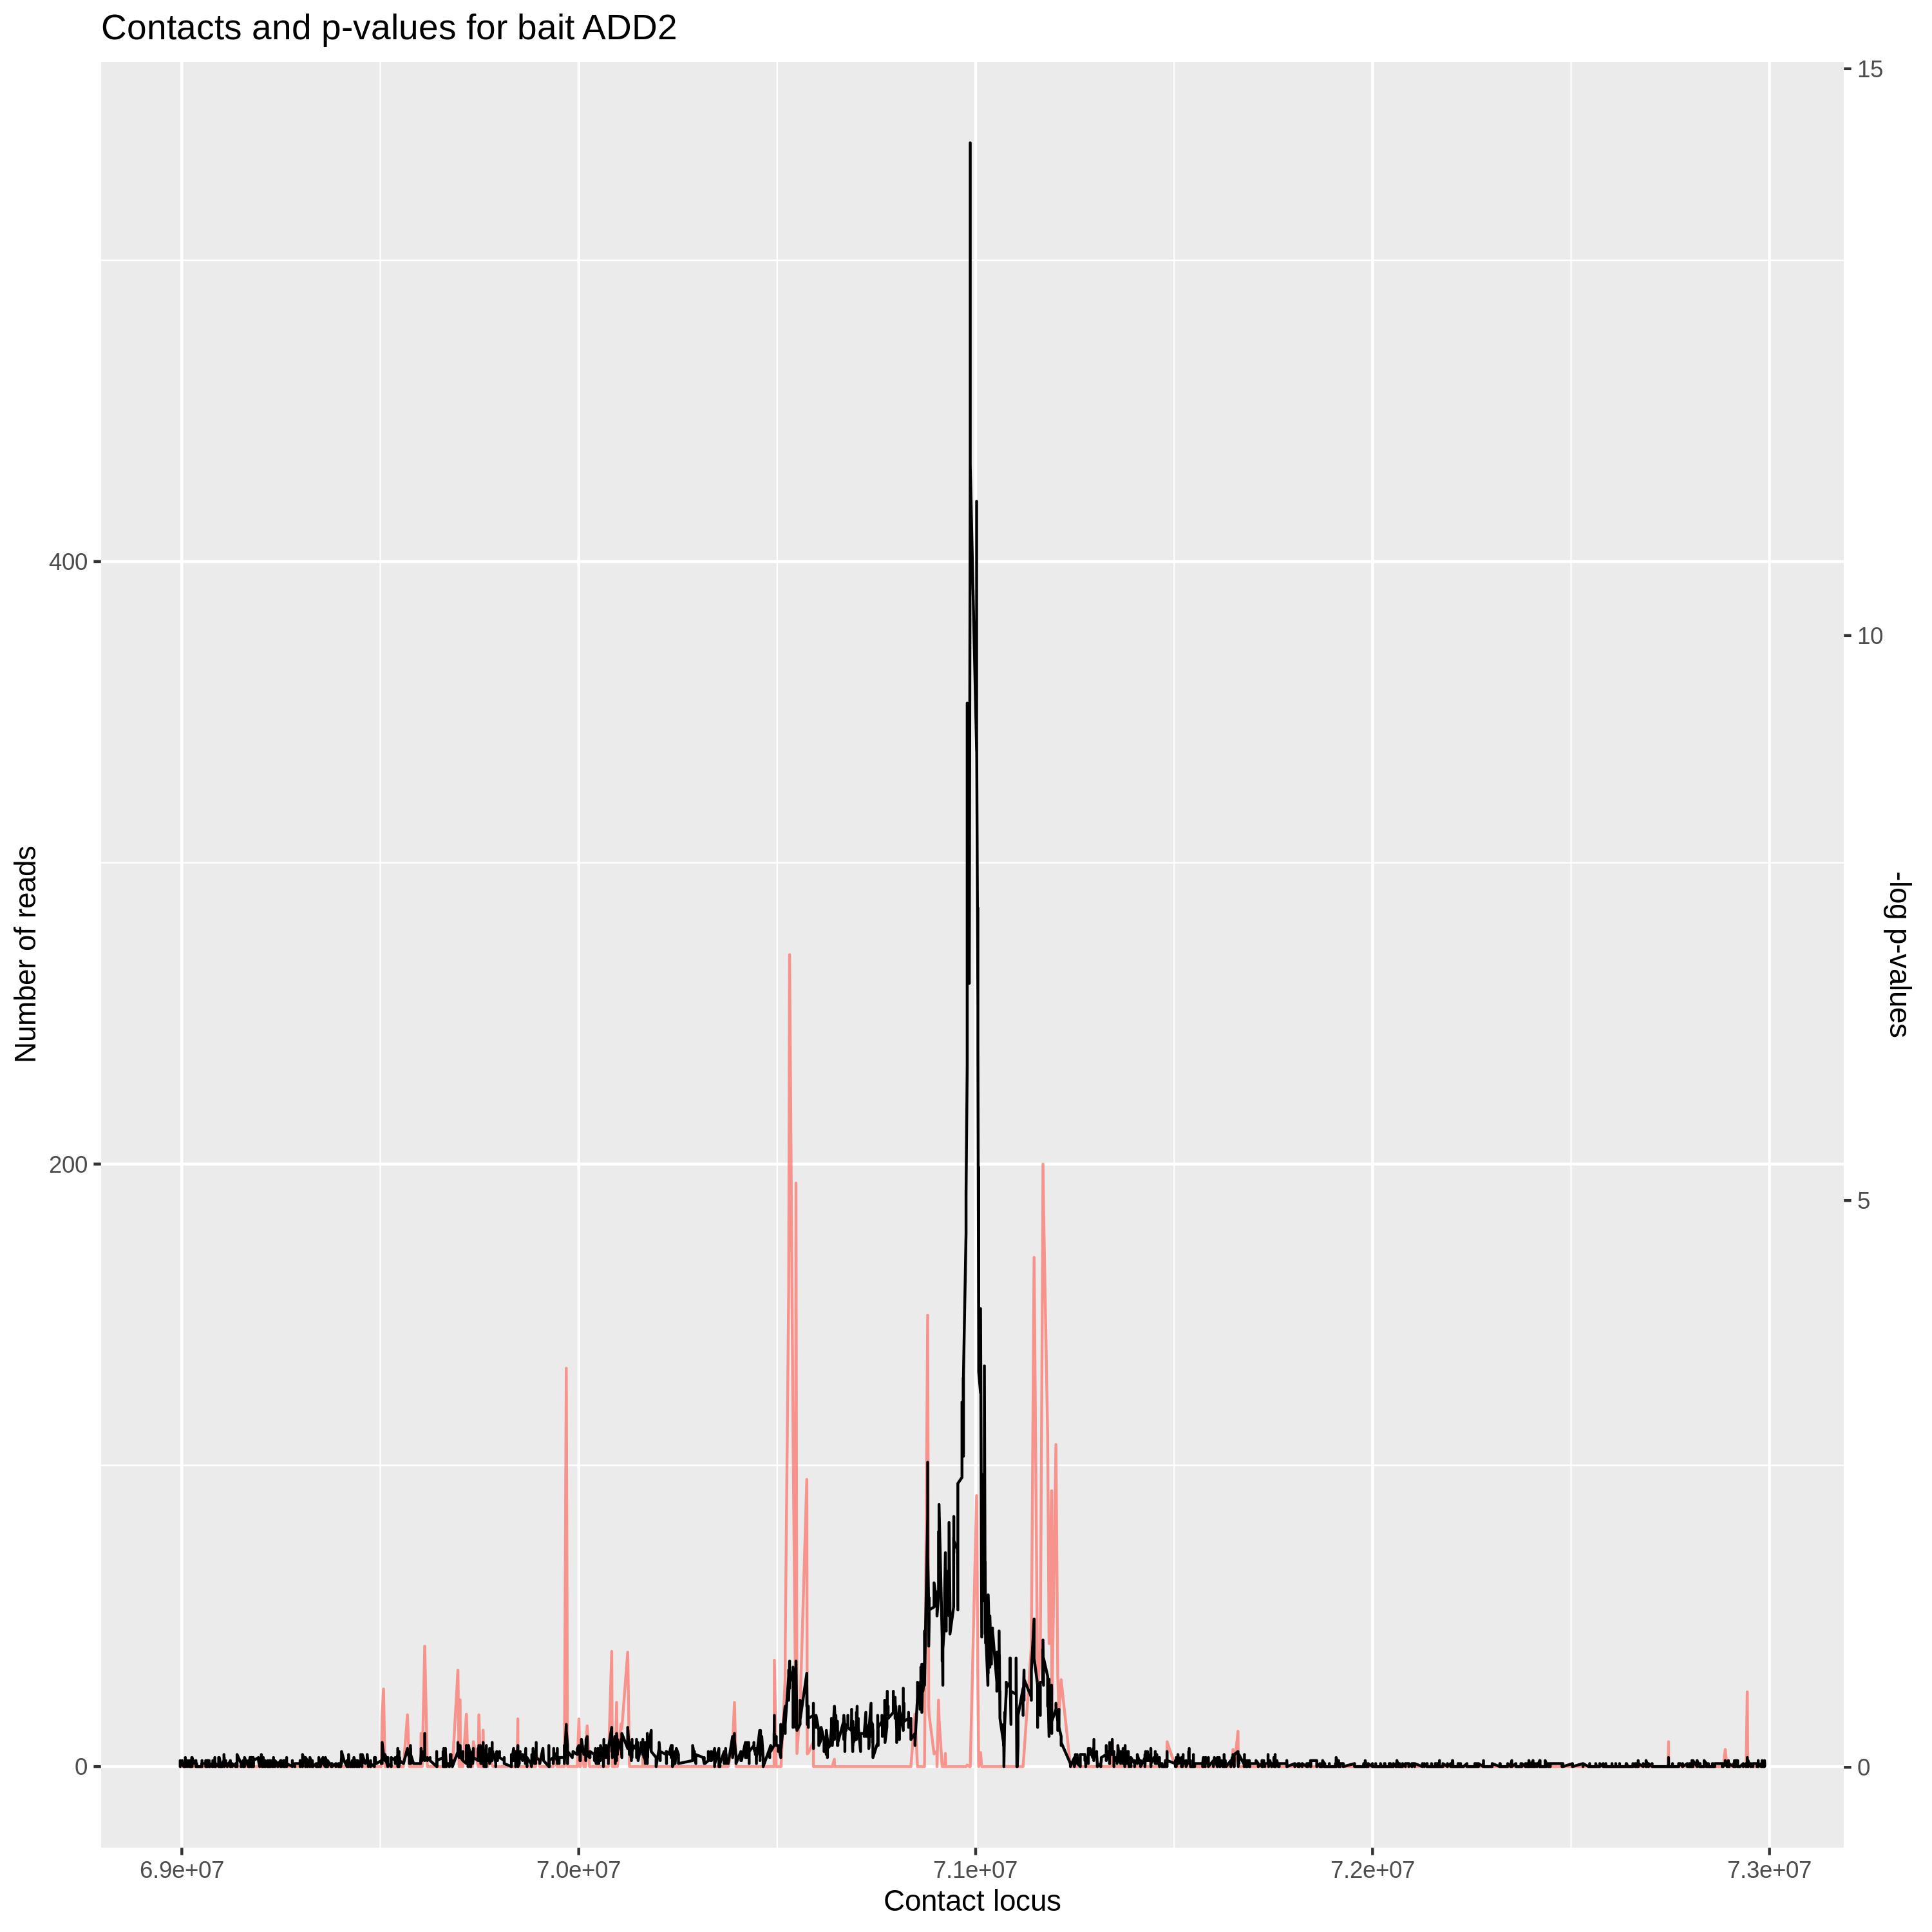 Contacts and p-values for bait ADD2
Number of reads
400
200
0
15
10
5
0
-log p-values
6.9e+07 7.0e+07 7.1e+07 7.2e+07 7.3e+07
Contact locus